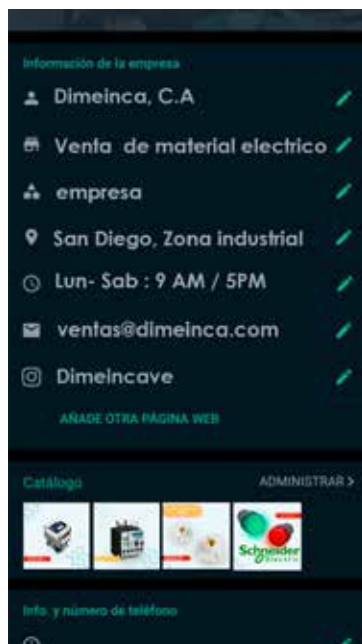 Información de la empresa
Dimeinca, C.A
Venta de material electrico
empresa
San Diego, Zona industrial
Lun- Sab : 9 AM / 5PM
ventas@dimeinca.com
Dimeincave
AÑADE OTRA PÁGINA WEB
Catálogo
ADMINISTRAR >
Schneider
Electric
Info. y número de teléfono